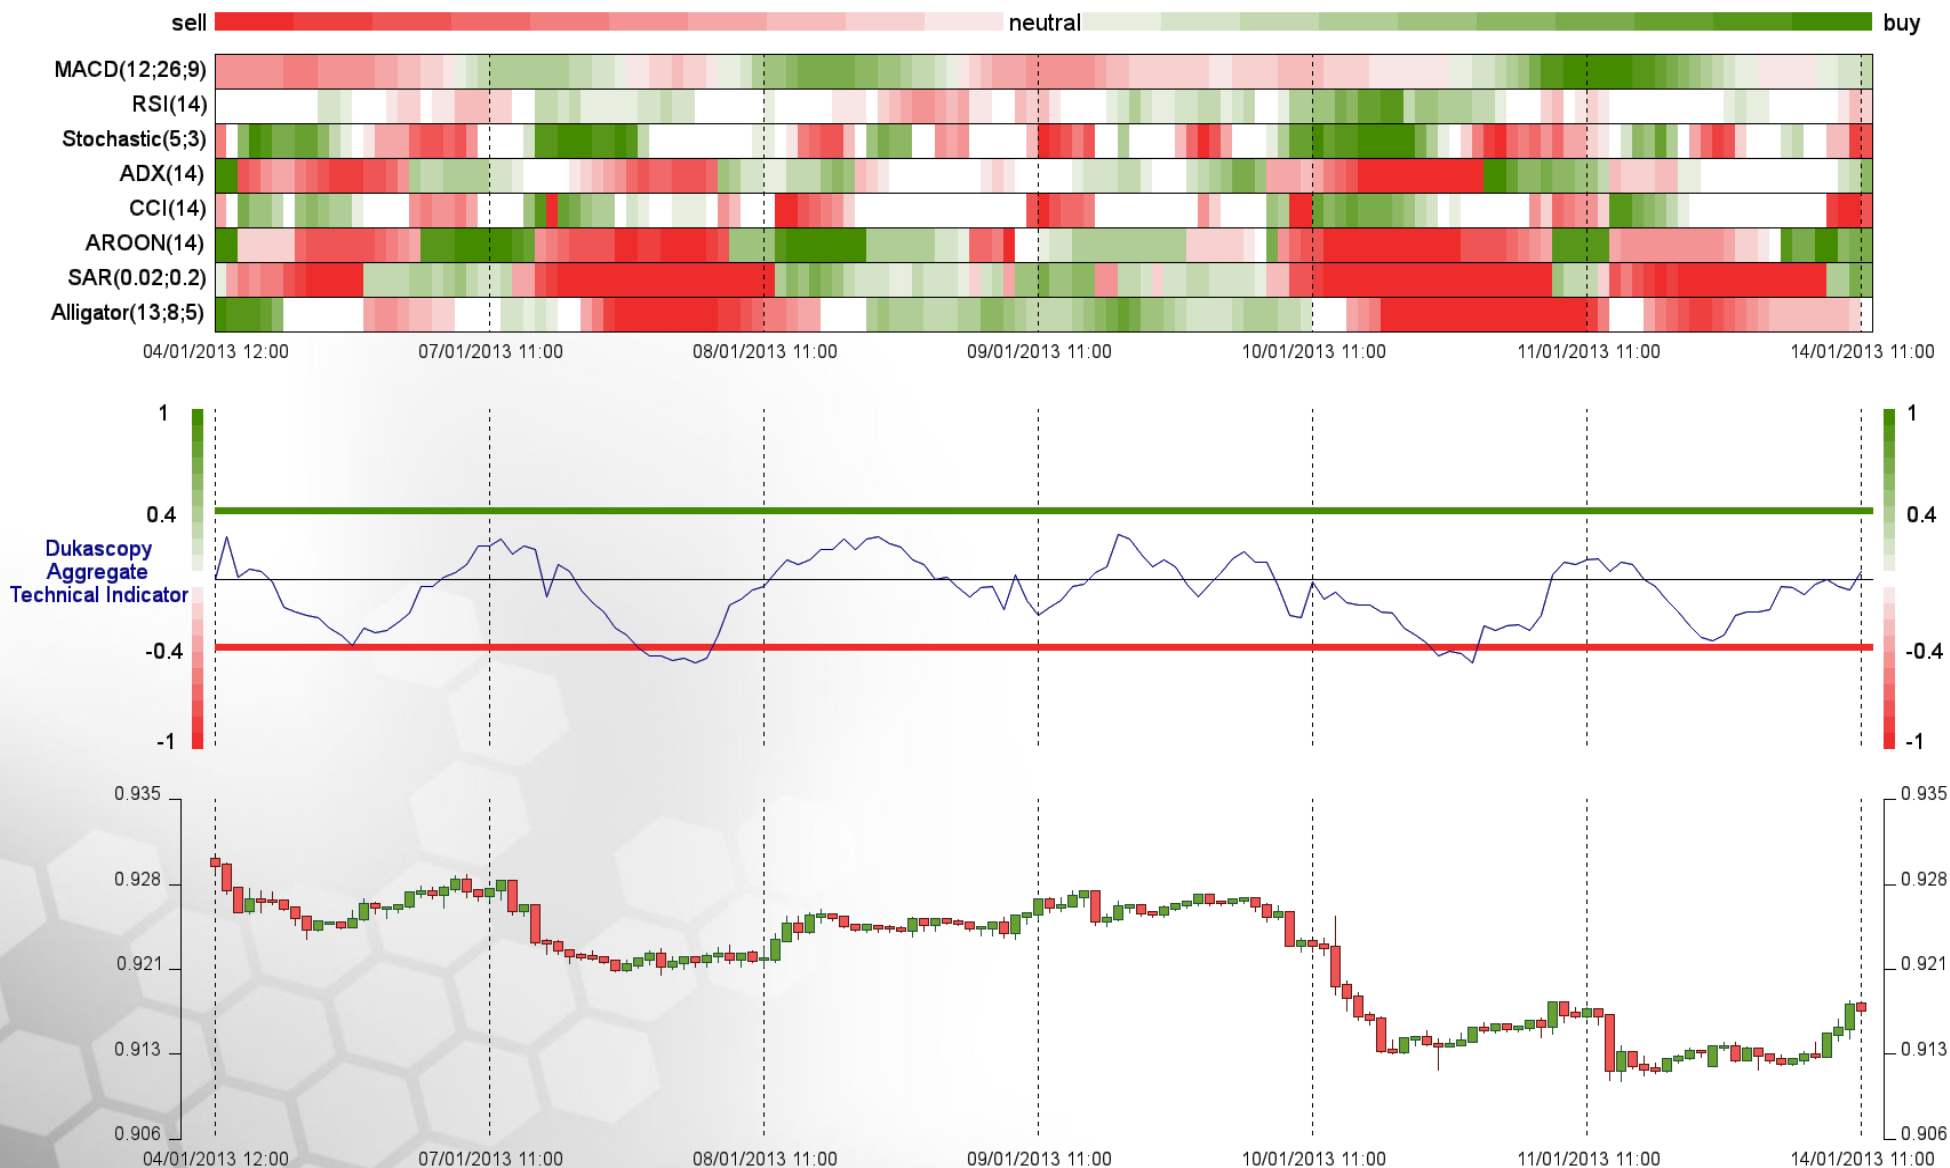 sell neutral buy
MACD(12;26;9)
RSI(14)
Stochastic(5;3)
ADX(14)
CCI(14)
AROON(14)
SAR(0.02;0.2)
Alligator(13;8;5)
04/01/2013 12:00 07/01/2013 11:00 08/01/2013 11:00 09/01/2013 11:00 10/01/2013 11:00 11/01/2013 11:00 14/01/2013 11:00
1 1
0.4 0.4
Dukascopy
Aggregate
Technical Indicator
-0.4 -0.4
-1 -1
0.935 0.935
0.928 0.928
0.921 0.921
0.913 0.913
0.906 0.906
04/01/2013 12:00 07/01/2013 11:00 08/01/2013 11:00 09/01/2013 11:00 10/01/2013 11:00 11/01/2013 11:00 14/01/2013 11:00